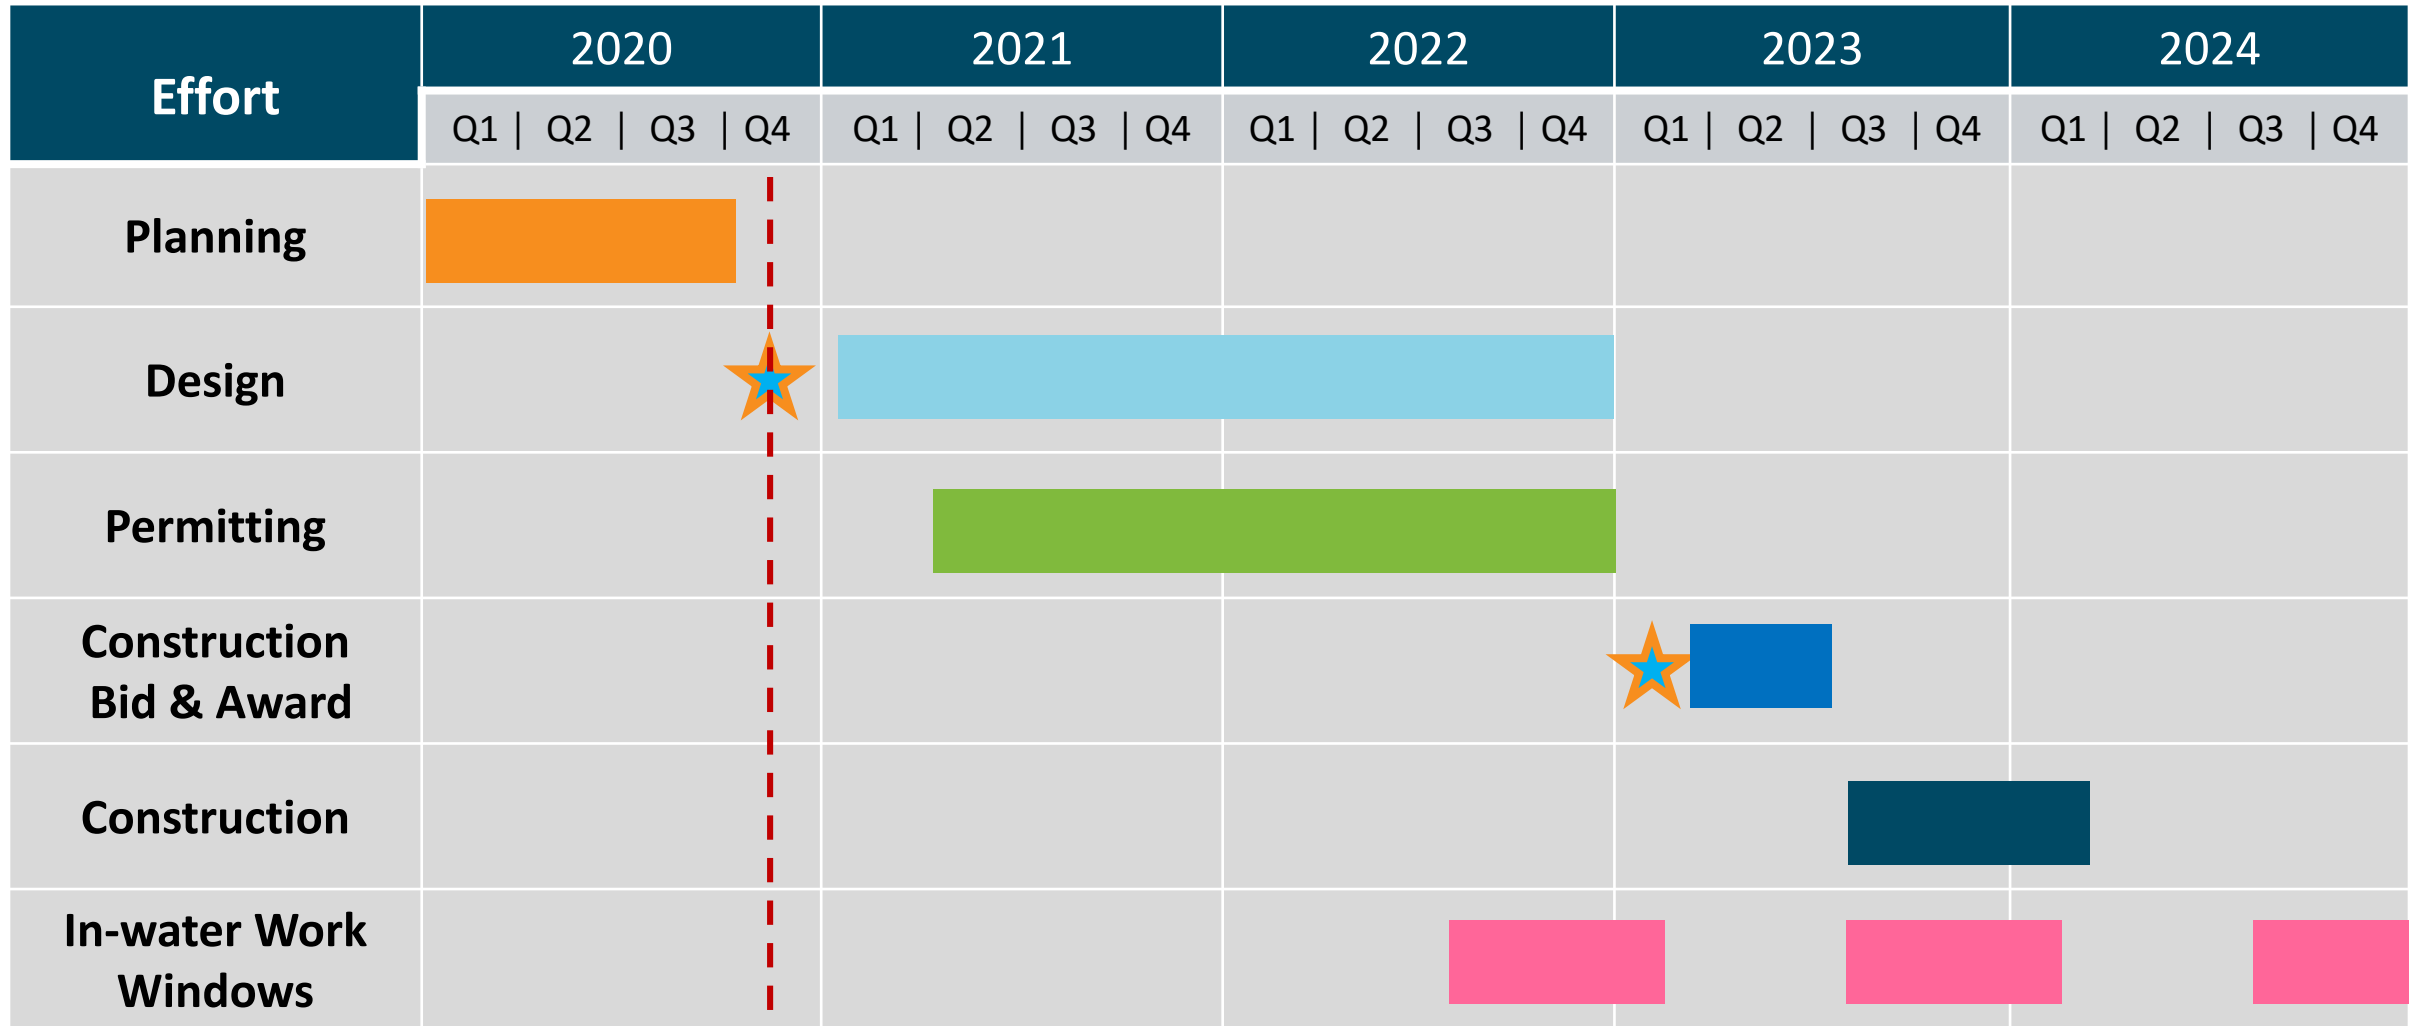 Effort
2020 2021 2022 2023 2024
Q1 | Q2 | Q3 | Q4 Q1 | Q2 | Q3 | Q4 Q1 | Q2 | Q3 | Q4 Q1 | Q2 | Q3 | Q4 Q1 | Q2 | Q3 | Q4
Planning
Design
Permitting
Construction
Bid & Award
Construction
In-water Work
Windows